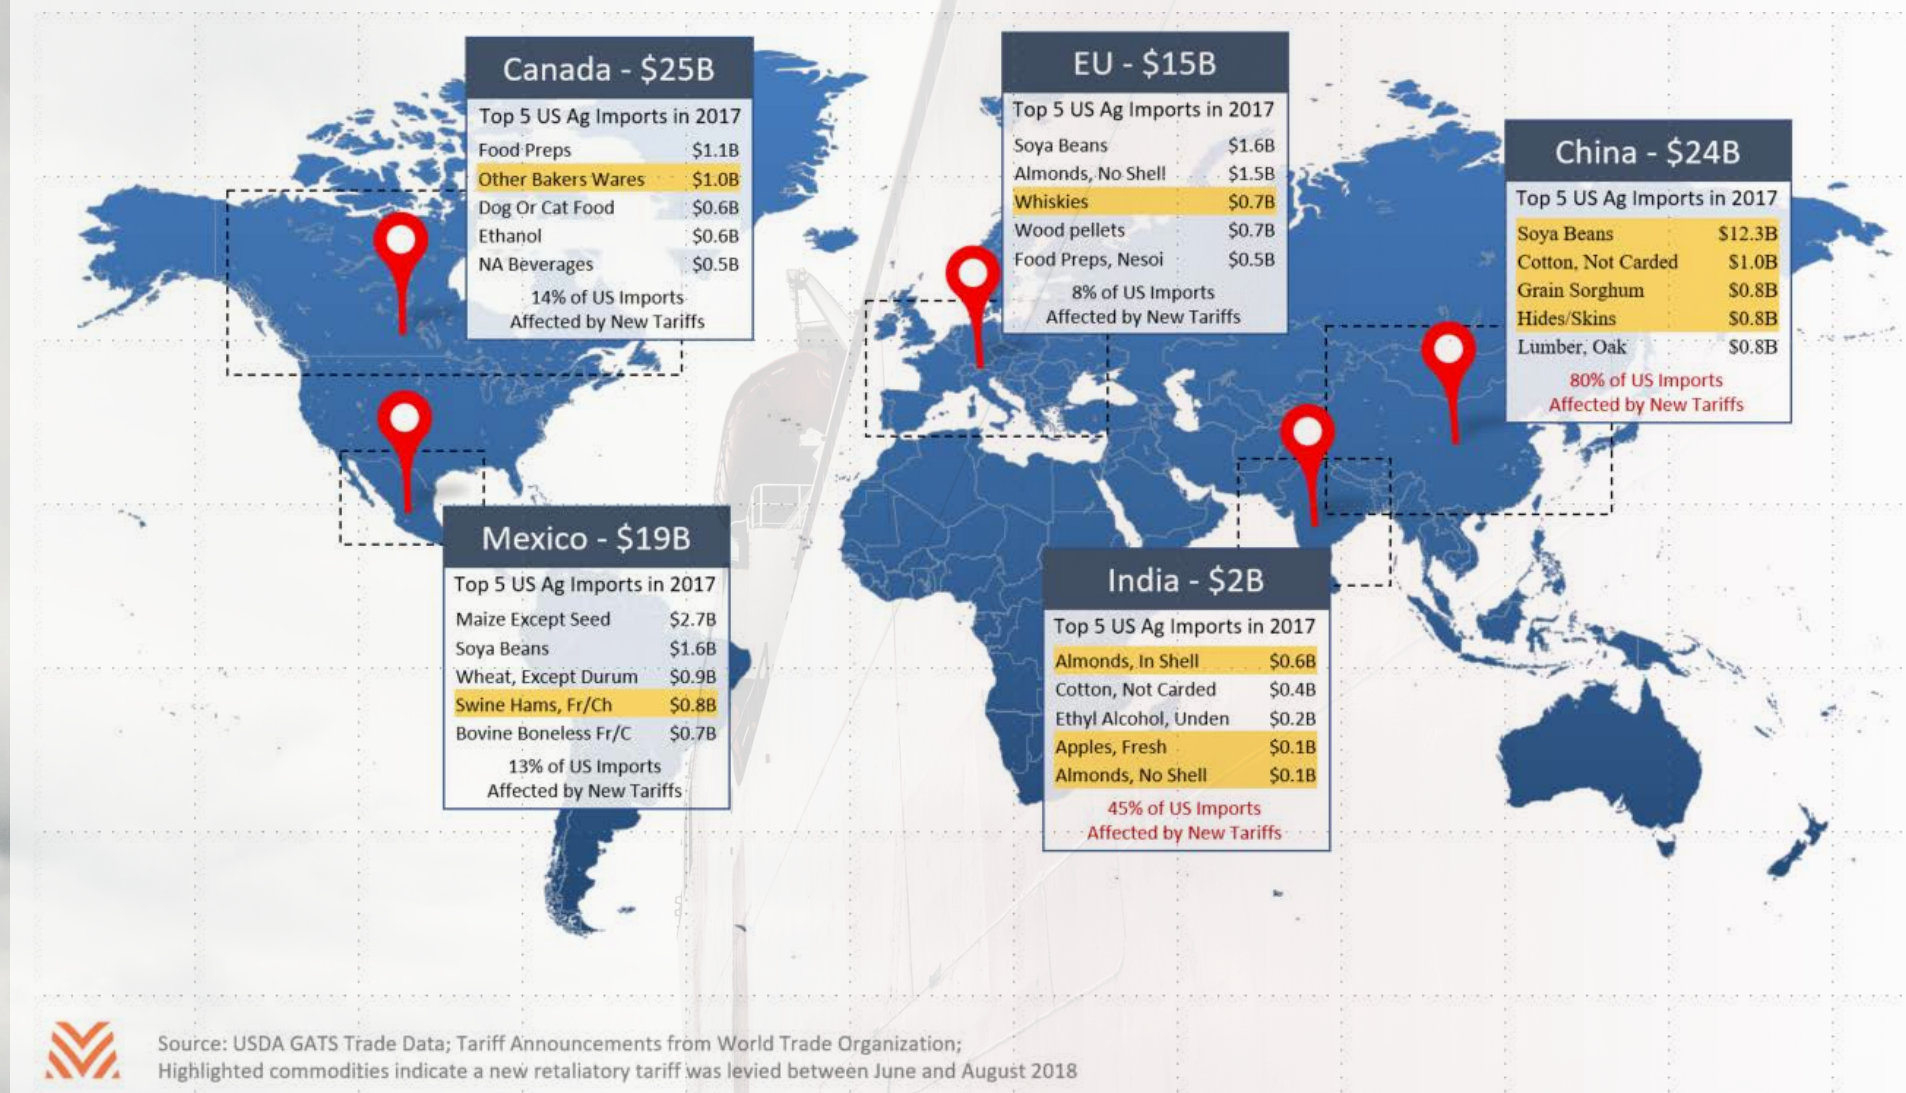 Canada - $25B
Top 5 US Ag Imports in 2017
Food Preps $1.1B
Other Bakers Wares $1.0B
Dog Or Cat Food $0.6B
Ethanol $0.6B
NA Beverages $0.5B
14% of US Imports
Affected by New Tariffs
EU - $15B
Top 5 US Ag Imports in 2017
Soya Beans $1.6B
Almonds, No Shell $1.5B
Whiskies $0.7B
Wood pellets $0.7B
Food Preps, Nesoi $0.5B
8% of US Imports
Affected by New Tariffs
China - $24B
Top 5 US Ag Imports in 2017
Soya Beans $12.3B
Cotton, Not Carded $1.0B
Grain Sorghum $0.8B
Hides/Skins $0.8B
Lumber, Oak $0.8B
80% of US Imports
Affected by New Tariffs
Mexico - $19B
Top 5 US Ag Imports in 2017
Maize Except Seed $2.7B
Soya Beans $1.6B
Wheat, Except Durum $0.9B
Swine Hams, Fr/Ch $0.8B
Bovine Boneless Fr/C $0.7B
13% of US Imports
Affected by New Tariffs
India - $2B
Top 5 US Ag Imports in 2017
Almonds, In Shell $0.6B
Cotton, Not Carded $0.4B
Ethyl Alcohol, Unden $0.2B
Apples, Fresh $0.1B
Almonds, No Shell $0.1B
45% of US Imports
Affected by New Tariffs
Source: USDA GATS Trade Data; Tariff Announcements from World Trade Organization;
Highlighted commodities indicate a new retaliatory tariff was levied between June and August 2018